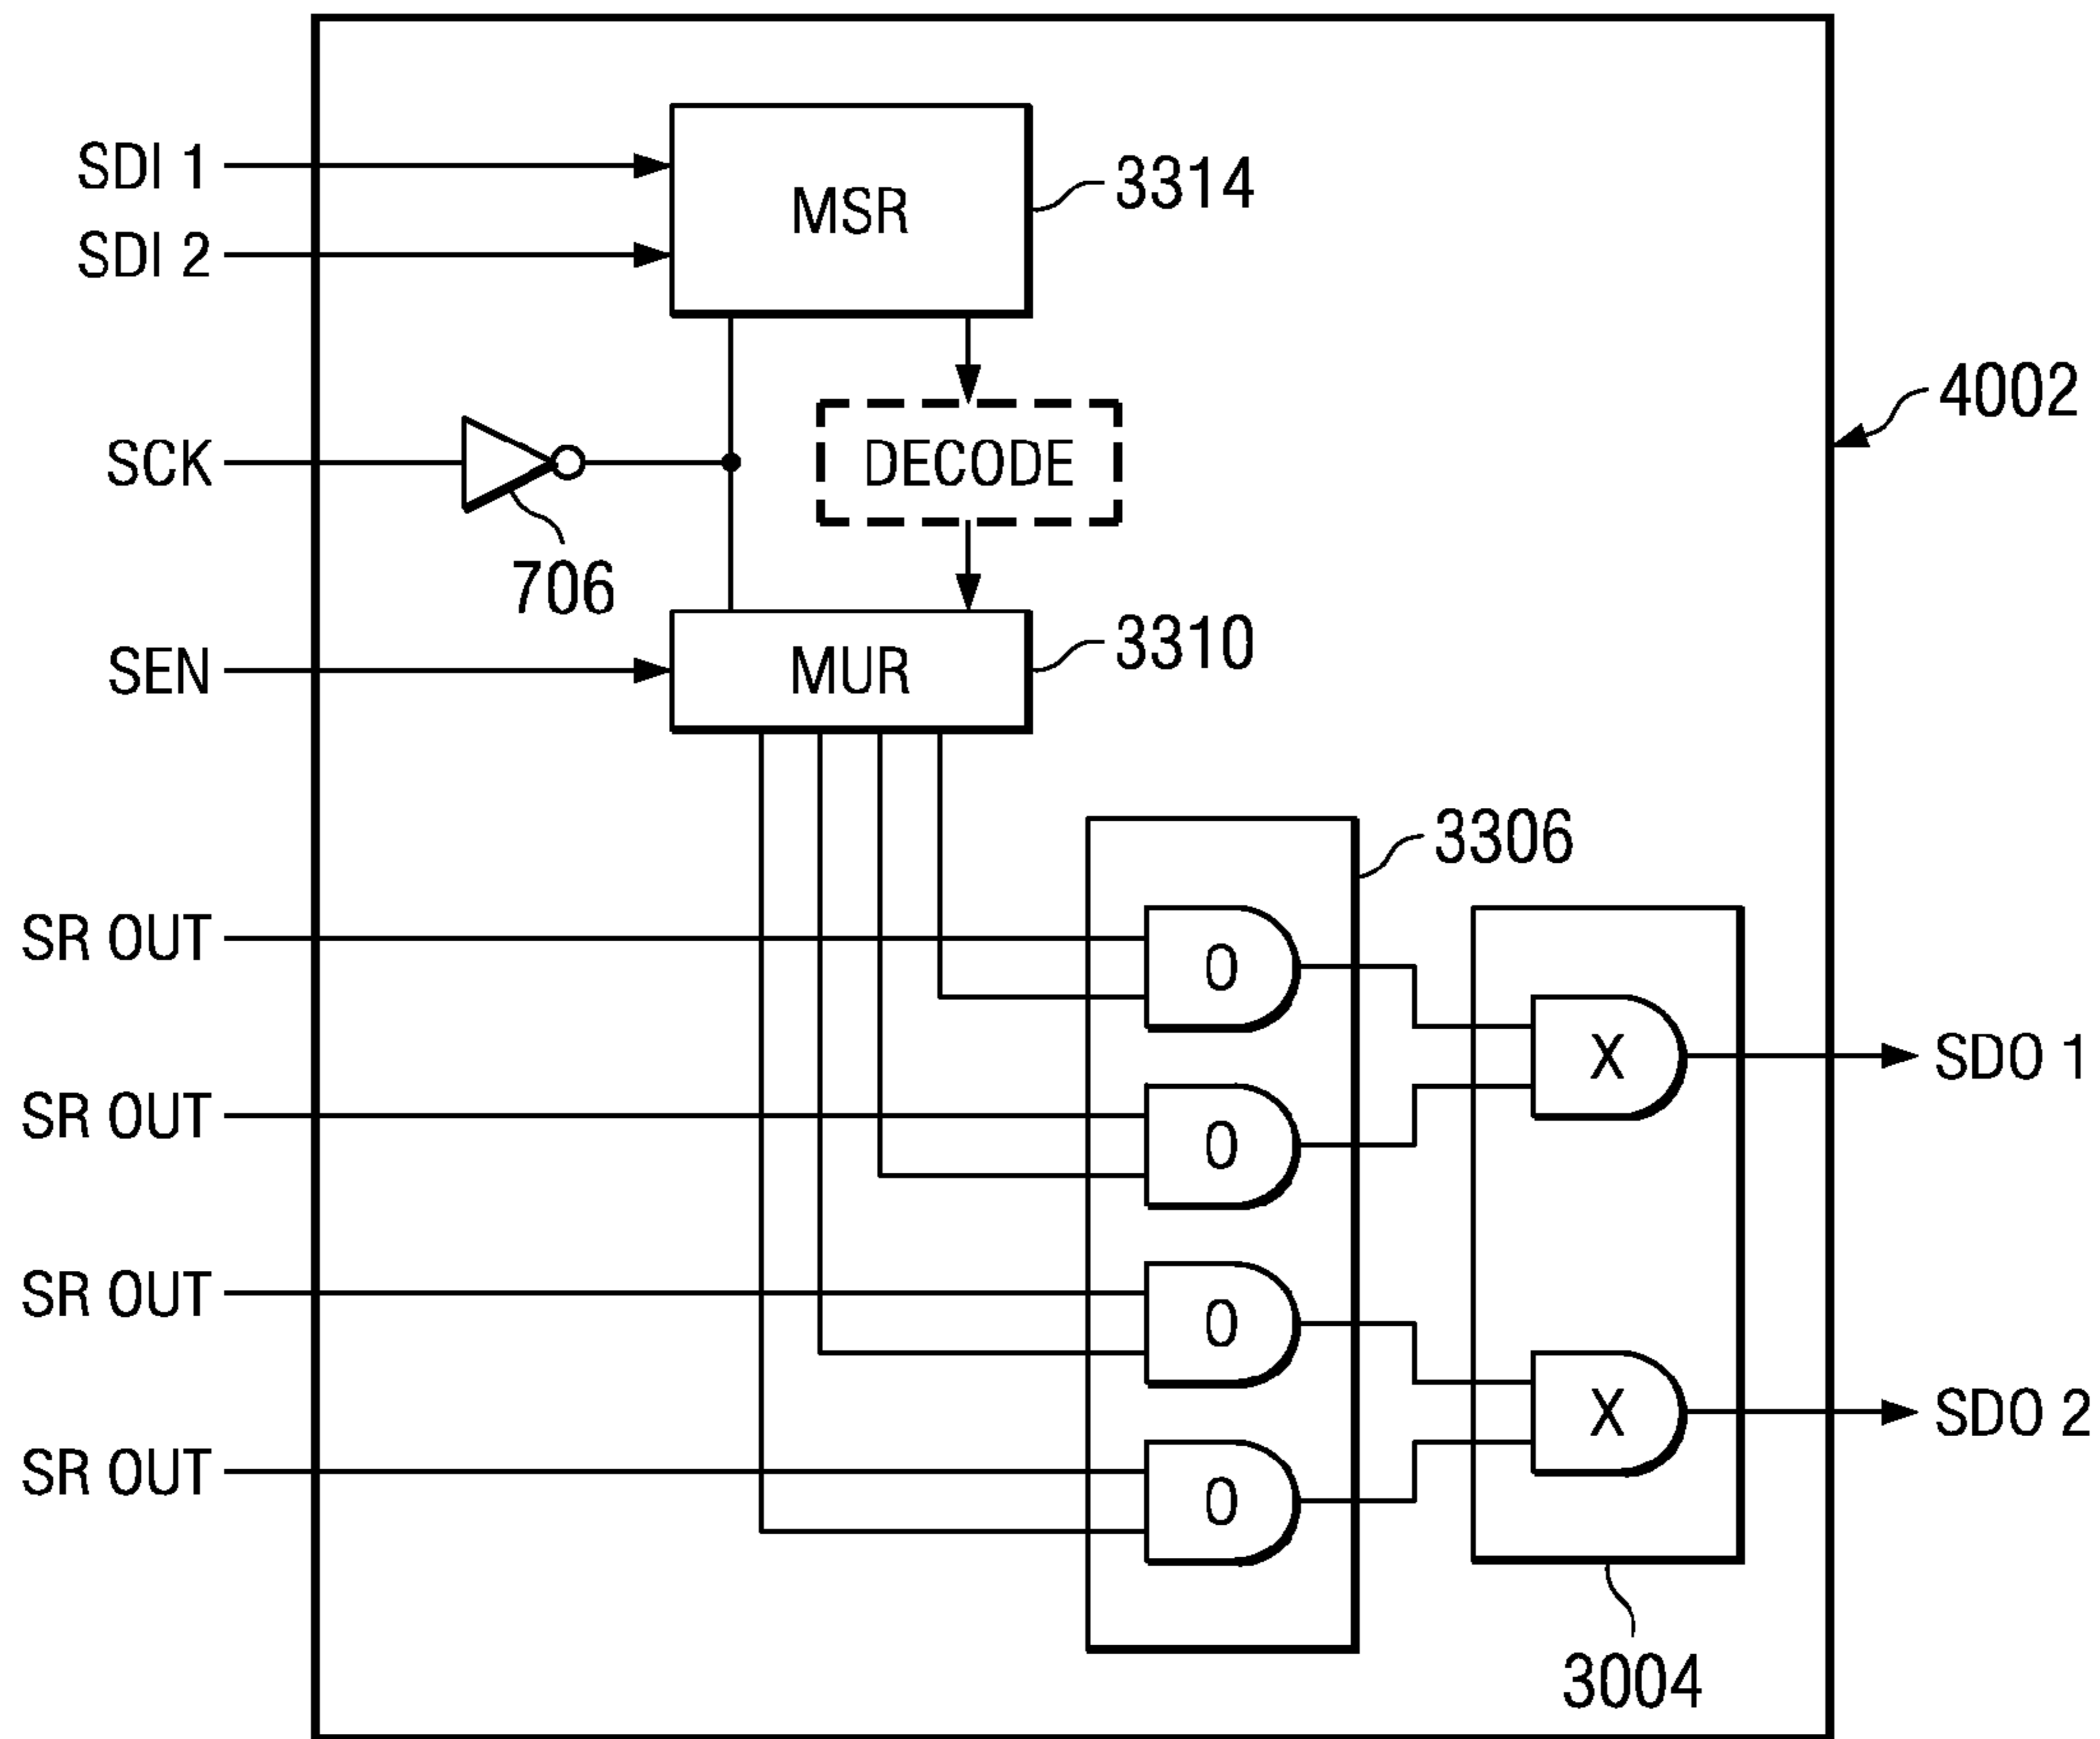 SDI 1
MSR
3314
SDI 2
4002
SCK
DECODE
706
3310
SEN
MUR
3306
SR OUT
O
SDO 1
X
SR OUT
O
SR OUT
O
SDO 2
X
SR OUT
O
3004